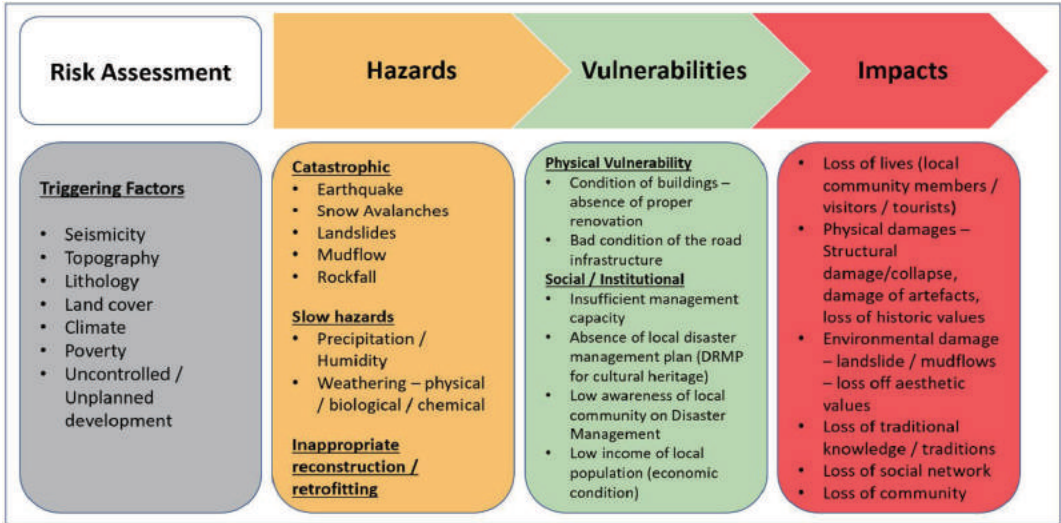 Risk Assessment
Hazards
Vulnerabilities
Impacts
Triggering Factors
• Seismicity
• Topography
• Lithology
• Land cover
• Climate
• Poverty
• Uncontrolled /
Unplanned
development
Catastrophic
• Earthquake
• Snow Avalanches
• Landslides
• Mudflow
• Rockfall
Slow hazards
• Precipitation /
Humidity
• Weathering – physical
/ biological / chemical
Inappropriate
reconstruction /
retrofitting
Physical Vulnerability
• Condition of buildings –
absence of proper
renovation
• Bad condition of the road
infrastructure
Social / Institutional
• Insufficient management
capacity
• Absence of local disaster
management plan (DRMP
for cultural heritage)
• Low awareness of local
community on Disaster
Management
• Low income of local
population (economic
condition)
• Loss of lives (local
community members /
visitors / tourists)
• Physical damages –
Structural
damage/collapse,
damage of artefacts,
loss of historic values
• Environmental damage
– landslide / mudflows
– loss off aesthetic
values
• Loss of traditional
knowledge / traditions
• Loss of social network
• Loss of community